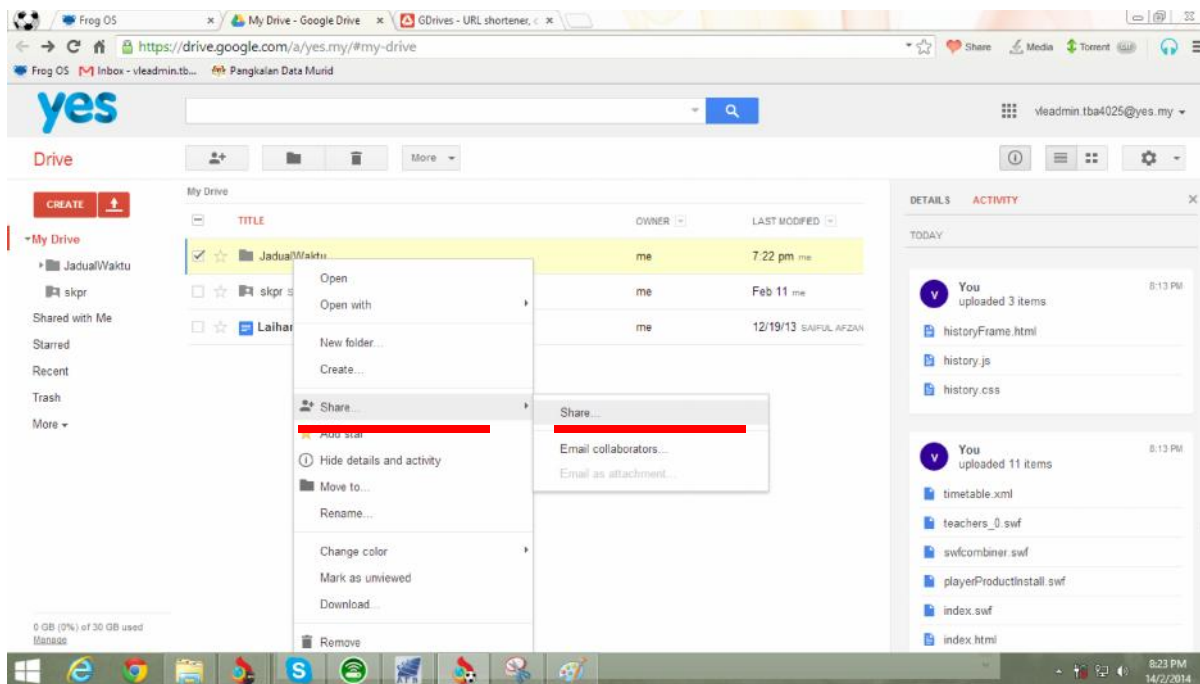 Frog OS
My Drive - Google Drive
GDrives - URL shortener, c
https://drive.google.com/a/yes.my/#my-drive
Share
Media
Torrent
Frog OS
Inbox - vleadmin.tb...
Pangkalan Data Murid
yes
vleadmin.tba4025@yes.my
Drive
More
CREATE
My Drive
JadualWaktu
skpr
Shared with Me
Starred
Recent
Trash
More
0 GB (0%) of 30 GB used
Manage
My Drive
TITLE OWNER LAST MODIFED
JadualWaktu me 7:22 pm me
skpr me Feb 11 me
Laihar me 12/19/13 SAIFUL AFZAN
Open
Open with
New folder...
Create...
Share...
Add star
Hide details and activity
Move to...
Rename...
Change color
Mark as unviewed
Download...
Remove
Share...
Email collaborators...
Email as attachment...
DETAILS ACTIVITY
TODAY
You 8:13 PM
uploaded 3 items
historyFrame.html
history.js
history.css
You 8:13 PM
uploaded 11 items
timetable.xml
teachers_0.swf
swfcombiner.swf
playerProductInstall.swf
index.swf
index.html
8:23 PM
14/2/2014